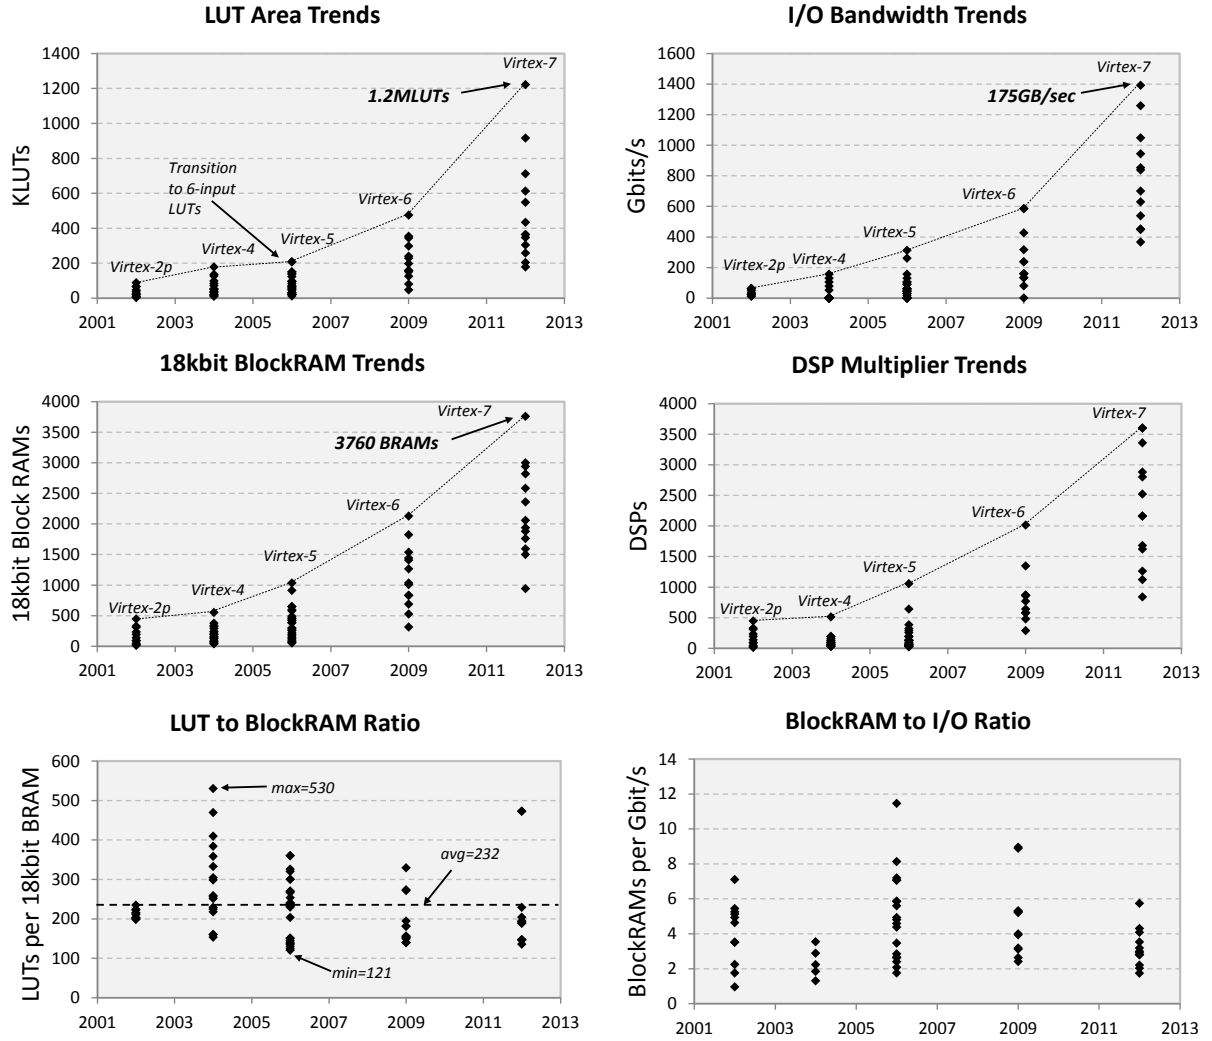 LUT Area Trends
KLUTs
1400
1200
1000
800
600
400
200
0
2001 2003 2005 2007 2009 2011 2013
Virtex-2p
Virtex-4
Virtex-5
Virtex-6
Virtex-7
Transition
to 6-input
LUTs
1.2MLUTs
I/O Bandwidth Trends
Gbits/s
1600
1400
1200
1000
800
600
400
200
0
2001 2003 2005 2007 2009 2011 2013
Virtex-2p
Virtex-4
Virtex-5
Virtex-6
Virtex-7
175GB/sec
18kbit BlockRAM Trends
18kbit Block RAMs
4000
3500
3000
2500
2000
1500
1000
500
0
2001 2003 2005 2007 2009 2011 2013
Virtex-2p
Virtex-4
Virtex-5
Virtex-6
Virtex-7
3760 BRAMs
DSP Multiplier Trends
DSPs
4000
3500
3000
2500
2000
1500
1000
500
0
2001 2003 2005 2007 2009 2011 2013
Virtex-2p
Virtex-4
Virtex-5
Virtex-6
Virtex-7
LUT to BlockRAM Ratio
LUTs per 18kbit BRAM
600
500
400
300
200
100
0
2001 2003 2005 2007 2009 2011 2013
max=530
avg=232
min=121
BlockRAM to I/O Ratio
BlockRAMs per Gbit/s
14
12
10
8
6
4
2
0
2001 2003 2005 2007 2009 2011 2013